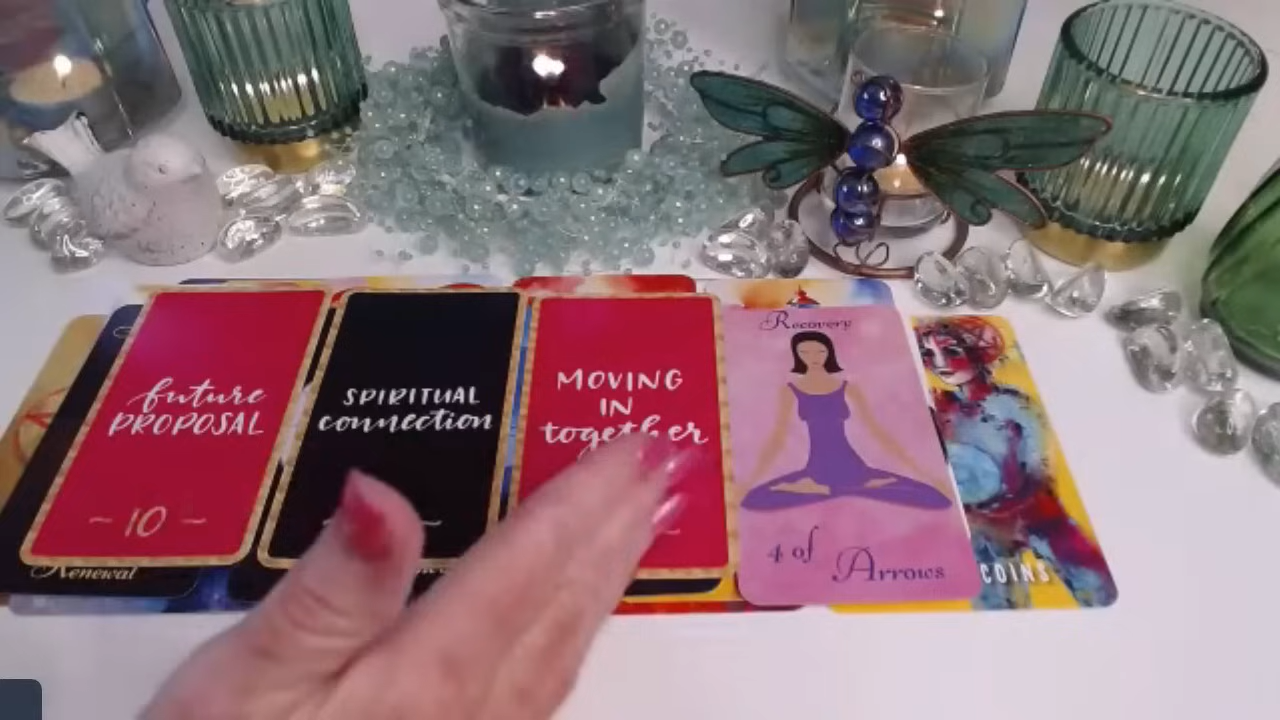 future
PROPOSAL
~ 10 ~
Renewal
SPIRITUAL
connection
MOVING
IN
together
Recovery
4 of
Arrows
COINS